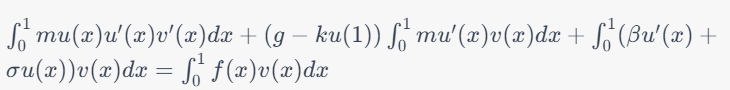 ∫₀¹ mu(x)u′(x)v′(x)dx + (g − ku(1)) ∫₀¹ mu′(x)v(x)dx + ∫₀¹(βu′(x) +
σu(x))v(x)dx = ∫₀¹ f(x)v(x)dx